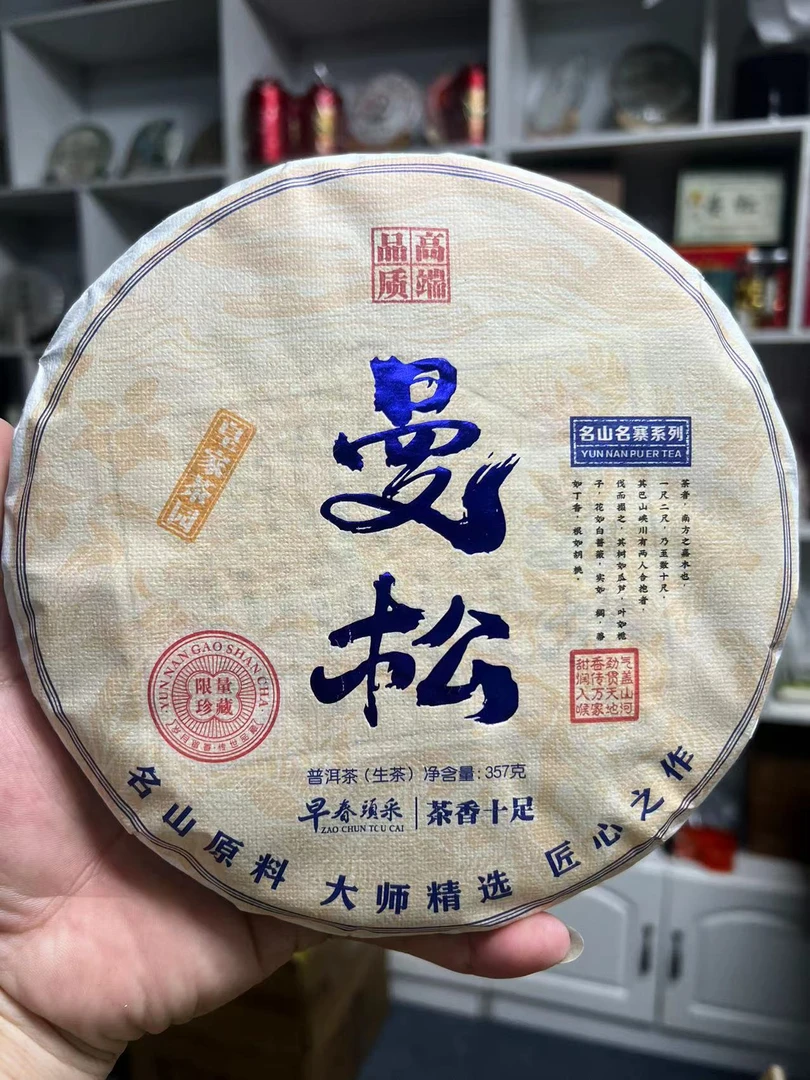 高端
品质
曼松
皇家茶园
名山名寨系列
YUN NAN PU ER TEA
茶者，南方之嘉木也，
一尺二尺，乃至数十尺，
其巴山峡川有两人合抱者，
伐而掇之，其树如瓜芦，叶如栀
子，花如白蔷薇，实如 榈，蒂
如丁香，根如胡桃。
气盖山河
劲贯天地
香传万家
甜润入喉
YUN NAN GAO SHAN CHA
限量
珍藏
普洱茶（生茶）净含量：357克
早春頭采 | 茶香十足
ZAO CHUN TCU CAI
名山原料 大师精选 匠心之作